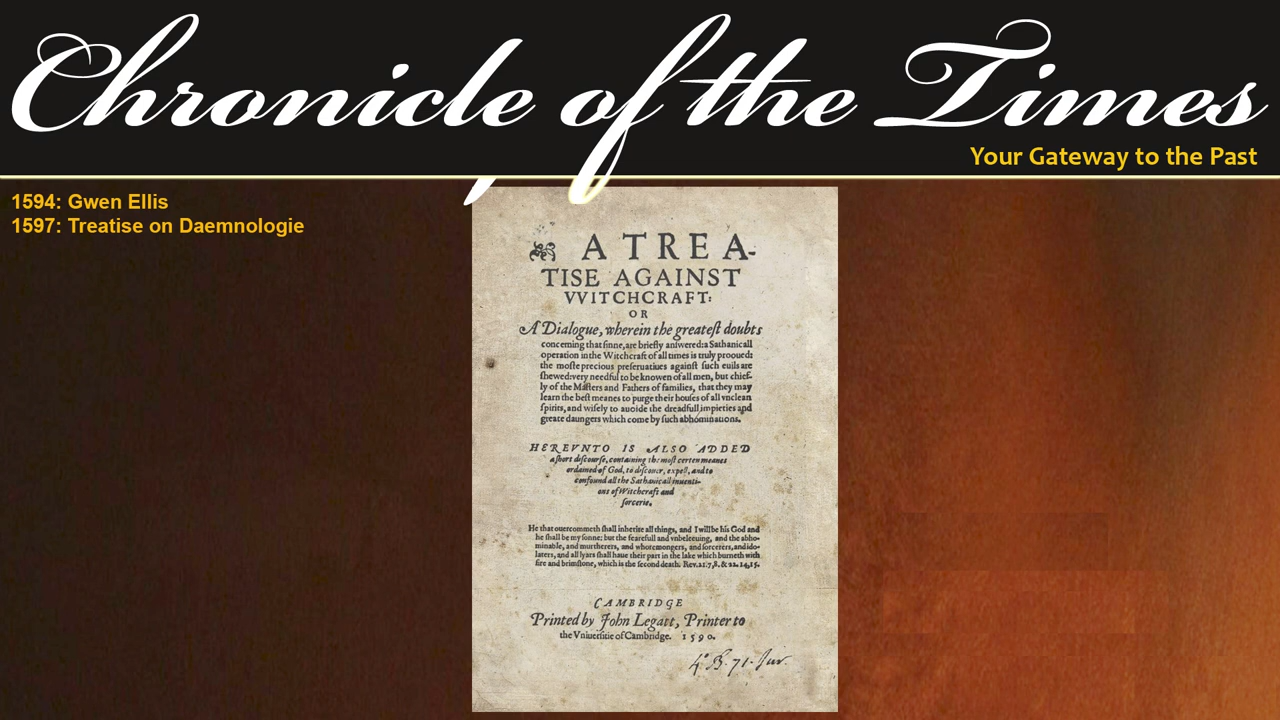 Chronicle of the Times
Your Gateway to the Past
1594: Gwen Ellis
1597: Treatise on Daemnologie
A TREA-
TISE AGAINST
VVITCHCRAFT:
OR
A Dialogue, wherein the greatest doubts
concerning that sinne, are briefly answered: a Sathanicall
operation in the Witchcraft of all times is truly prooued:
the moste precious preseruatiues against such euils are
shewed: very needful to be knowen of all men, but chief-
ly of the Masters and Fathers of families, that they may
learn the best meanes to purge their houses of all vnclean
spirits, and wisely to auoide the dreadfull impieties and
greate daungers which come by such abhominations.
HEREVNTO IS ALSO ADDED
a short discourse, containing the most certen meanes
ordained of God, to discouer, expell, and to
confound all the Sathanicall inuenti-
ons of Witchcraft and
sorcerie.
He that ouercommeth shall inherite all things, and I will be his God and
he shall be my sonne: but the fearefull and vnbeleeuing, and the abho-
minable, and murtherers, and whoremongers, and sorcerers, and ido-
laters, and all lyars shall haue their part in the lake which burneth with
fire and brimstone, which is the second death. Rev. 21:7,8. & 22. 14,15.
CAMBRIDGE
Printed by John Legatt, Printer to
the Vniuersitie of Cambridge. 1590.